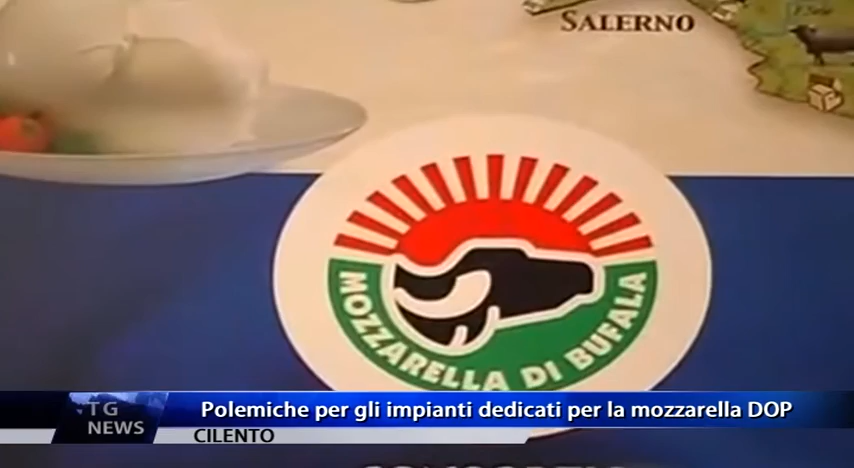 SALERNO
MOZZARELLA DI BUFALA
TG
NEWS
Polemiche per gli impianti dedicati per la mozzarella DOP
CILENTO